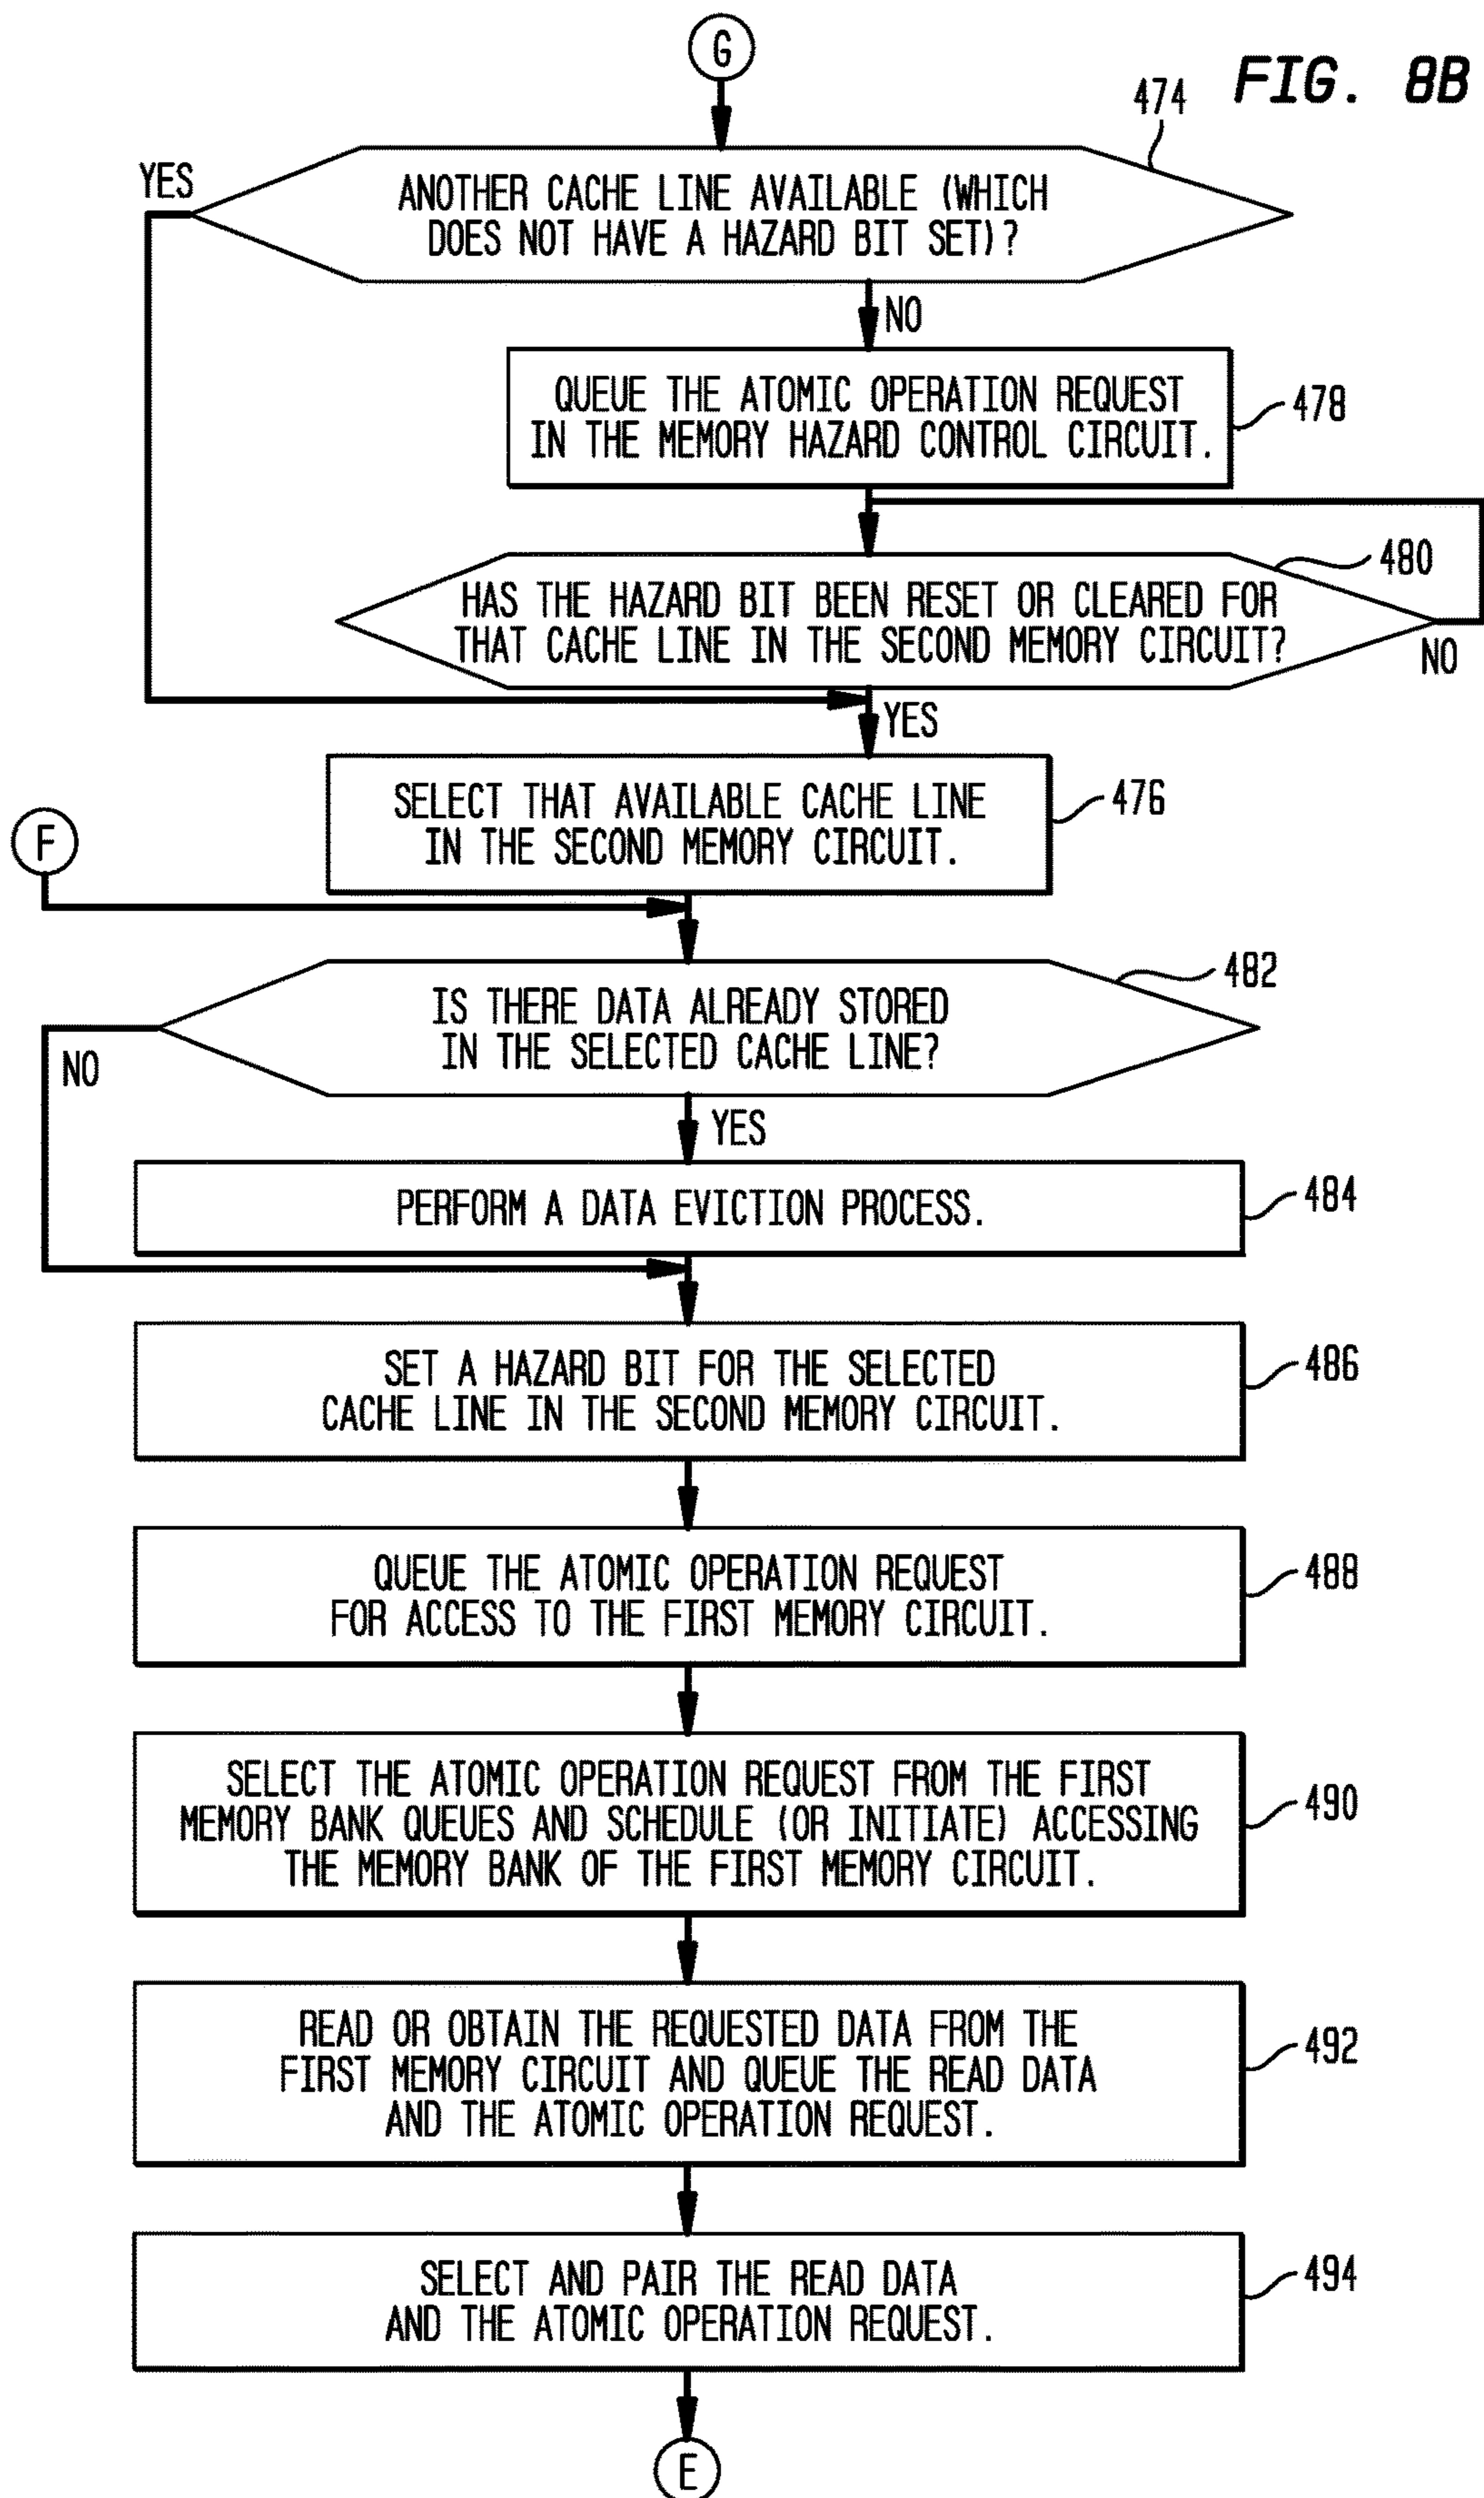 G
FIG. 8B
474
YES
ANOTHER CACHE LINE AVAILABLE (WHICH
DOES NOT HAVE A HAZARD BIT SET)?
NO
QUEUE THE ATOMIC OPERATION REQUEST
IN THE MEMORY HAZARD CONTROL CIRCUIT.
478
480
HAS THE HAZARD BIT BEEN RESET OR CLEARED FOR
THAT CACHE LINE IN THE SECOND MEMORY CIRCUIT?
NO
YES
SELECT THAT AVAILABLE CACHE LINE
IN THE SECOND MEMORY CIRCUIT.
476
F
482
IS THERE DATA ALREADY STORED
IN THE SELECTED CACHE LINE?
NO
YES
PERFORM A DATA EVICTION PROCESS.
484
SET A HAZARD BIT FOR THE SELECTED
CACHE LINE IN THE SECOND MEMORY CIRCUIT.
486
QUEUE THE ATOMIC OPERATION REQUEST
FOR ACCESS TO THE FIRST MEMORY CIRCUIT.
488
SELECT THE ATOMIC OPERATION REQUEST FROM THE FIRST
MEMORY BANK QUEUES AND SCHEDULE (OR INITIATE) ACCESSING
THE MEMORY BANK OF THE FIRST MEMORY CIRCUIT.
490
READ OR OBTAIN THE REQUESTED DATA FROM THE
FIRST MEMORY CIRCUIT AND QUEUE THE READ DATA
AND THE ATOMIC OPERATION REQUEST.
492
SELECT AND PAIR THE READ DATA
AND THE ATOMIC OPERATION REQUEST.
494
E